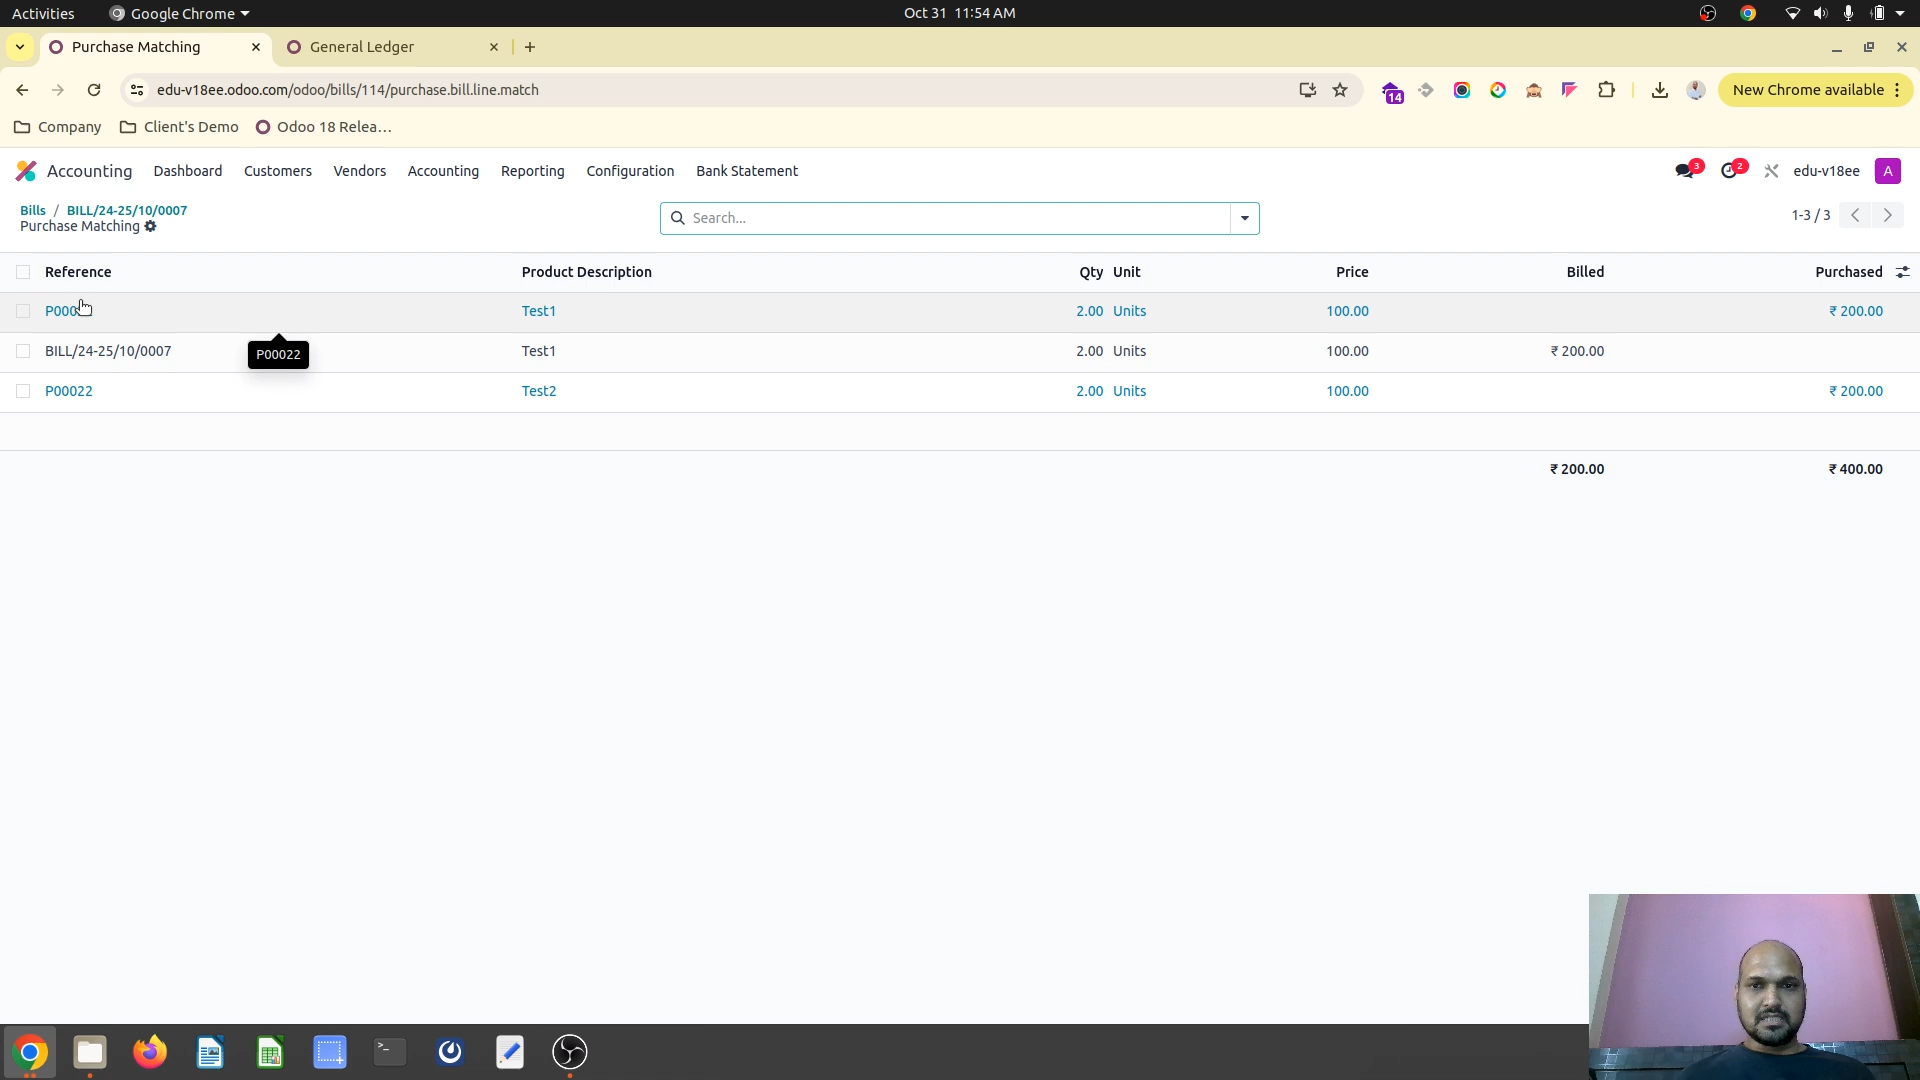 Activities Google Chrome Oct 31 11:54 AM
Purchase Matching General Ledger
edu-v18ee.odoo.com/odoo/bills/114/purchase.bill.line.match 14 New Chrome available
Company Client's Demo Odoo 18 Relea...
Accounting Dashboard Customers Vendors Accounting Reporting Configuration Bank Statement 3 2 edu-v18ee A
Bills / BILL/24-25/10/0007
Purchase Matching
Search...
1-3 / 3
Reference Product Description Qty Unit Price Billed Purchased
P000 Test1 2.00 Units 100.00 ₹ 200.00
BILL/24-25/10/0007 Test1 2.00 Units 100.00 ₹ 200.00
P00022
P00022 Test2 2.00 Units 100.00 ₹ 200.00
₹ 200.00 ₹ 400.00